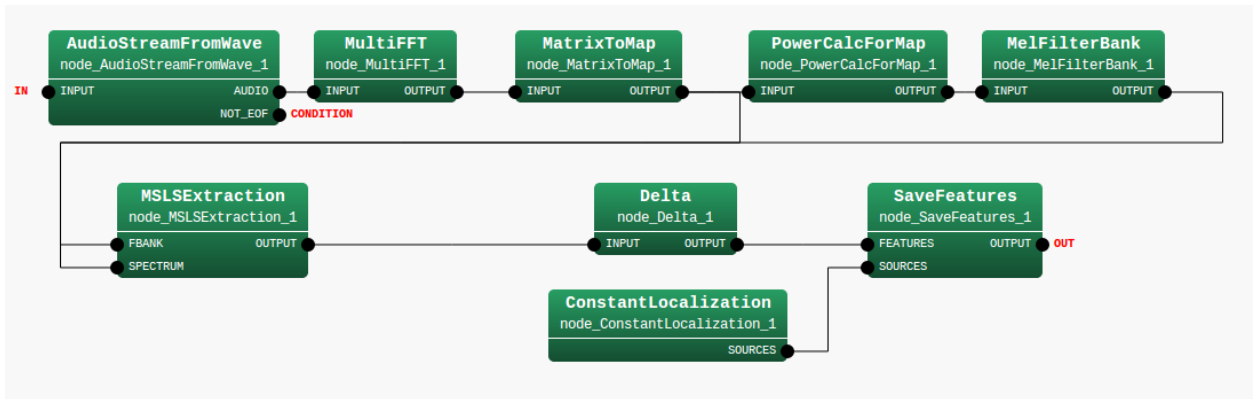 AudioStreamFromWave
node_AudioStreamFromWave_1
IN
INPUT
AUDIO
NOT_EOF
CONDITION
MultiFFT
node_MultiFFT_1
INPUT
OUTPUT
MatrixToMap
node_MatrixToMap_1
INPUT
OUTPUT
PowerCalcForMap
node_PowerCalcForMap_1
INPUT
OUTPUT
MelFilterBank
node_MelFilterBank_1
INPUT
OUTPUT
MSLSExtraction
node_MSLSExtraction_1
FBANK
OUTPUT
SPECTRUM
Delta
node_Delta_1
INPUT
OUTPUT
SaveFeatures
node_SaveFeatures_1
FEATURES
OUTPUT
OUT
SOURCES
ConstantLocalization
node_ConstantLocalization_1
SOURCES